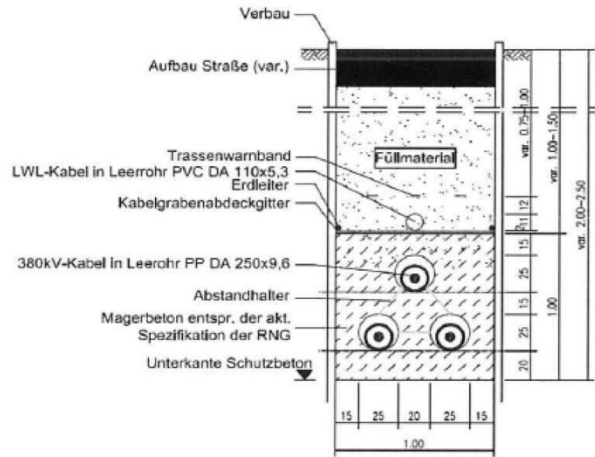 Verbau
Aufbau Straße (var.)
Trassenwarnband
LWL-Kabel in Leerrohr PVC DA 110x5,3
Erdleiter
Kabelgrabenabdeckgitter
380kV-Kabel in Leerrohr PP DA 250x9,6
Abstandhalter
Magerbeton entspr. der akt.
Spezifikation der RNG
Unterkante Schutzbeton
Füllmaterial
var. 0.75-1.00
12
11
15
25
15
25
20
var. 1.00-1.50
1.00
var. 2.00-2.50
15 25 20 25 15
1.00